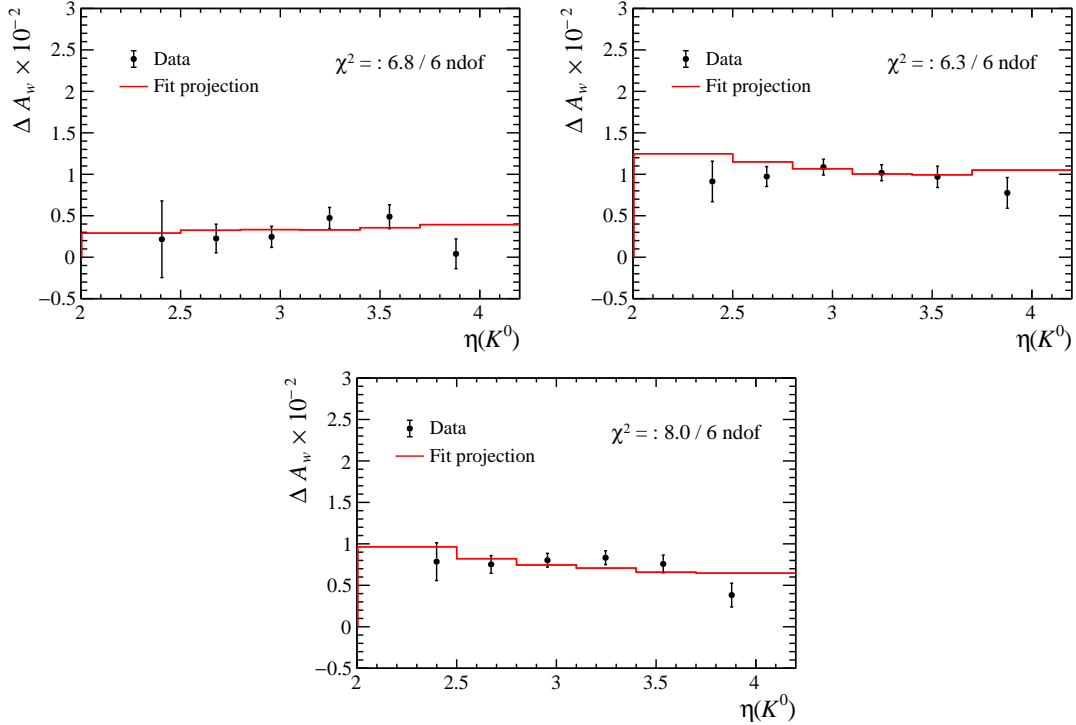 Δ A_w × 10⁻²
3
2.5
2
1.5
1
0.5
0
−0.5
Data
Fit projection
χ² = : 6.8 / 6 ndof
2 2.5 3 3.5 4
η(K⁰)
Δ A_w × 10⁻²
3
2.5
2
1.5
1
0.5
0
−0.5
Data
Fit projection
χ² = : 6.3 / 6 ndof
2 2.5 3 3.5 4
η(K⁰)
Δ A_w × 10⁻²
3
2.5
2
1.5
1
0.5
0
−0.5
Data
Fit projection
χ² = : 8.0 / 6 ndof
2 2.5 3 3.5 4
η(K⁰)